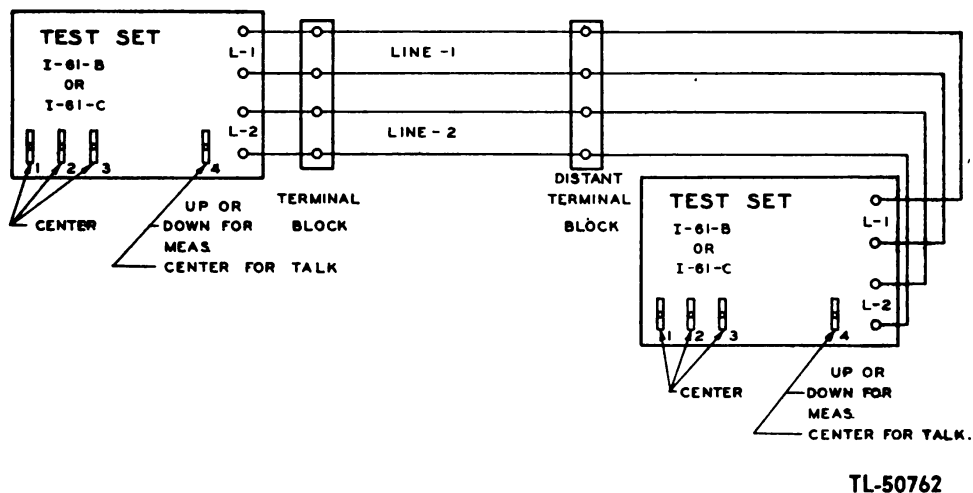 TEST SET
I-61-B
OR
I-61-C
L-1
L-2
1 2 3 4
CENTER
UP OR
DOWN FOR
MEAS.
CENTER FOR TALK
TERMINAL
BLOCK
LINE -1
LINE - 2
DISTANT
TERMINAL
BLOCK
TEST SET
I-61-B
OR
I-61-C
L-1
L-2
1 2 3 4
CENTER
UP OR
DOWN FOR
MEAS.
CENTER FOR TALK.
TL-50762